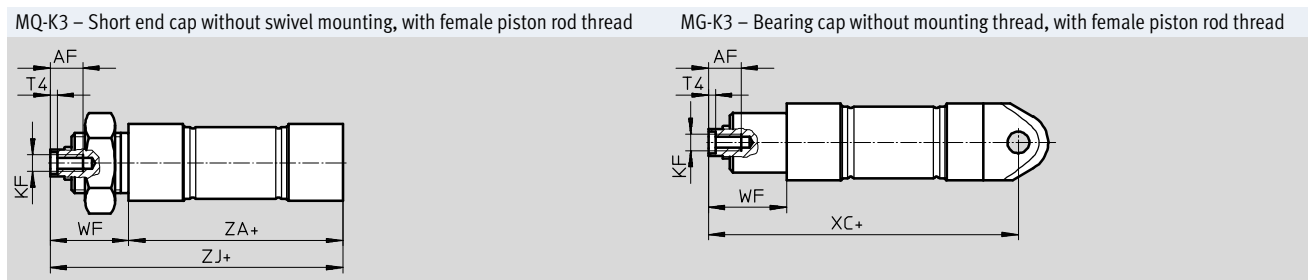 MQ-K3 – Short end cap without swivel mounting, with female piston rod thread
AF
T4
KF
WF
ZA+
ZJ+
MG-K3 – Bearing cap without mounting thread, with female piston rod thread
AF
T4
KF
WF
XC+